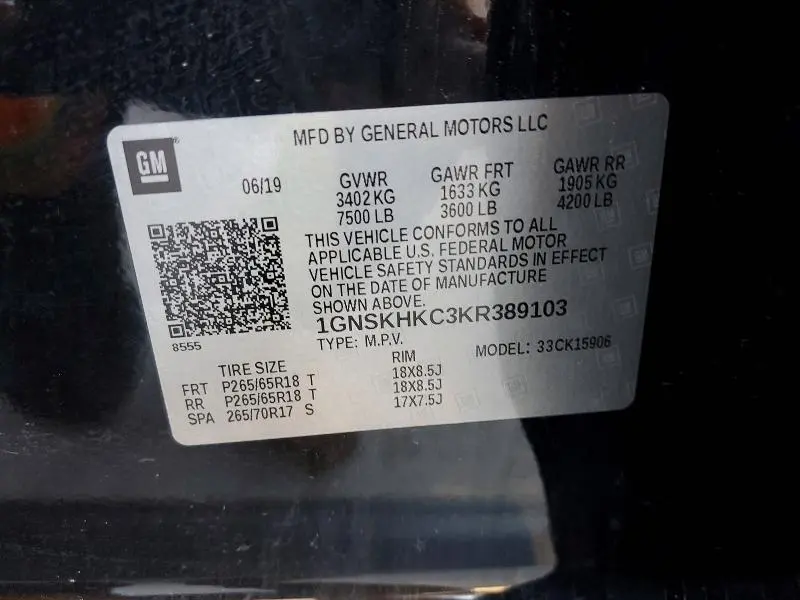 MFD BY GENERAL MOTORS LLC
GM
06/19
GVWR
3402 KG
7500 LB
GAWR FRT
1633 KG
3600 LB
GAWR RR
1905 KG
4200 LB
THIS VEHICLE CONFORMS TO ALL
APPLICABLE U.S. FEDERAL MOTOR
VEHICLE SAFETY STANDARDS IN EFFECT
ON THE DATE OF MANUFACTURE
SHOWN ABOVE.
1GNSKHKC3KR389103
8555
TYPE: M.P.V.
MODEL: 33CK15906
TIRE SIZE RIM
FRT P265/65R18 T 18X8.5J
RR P265/65R18 T 18X8.5J
SPA 265/70R17 S 17X7.5J